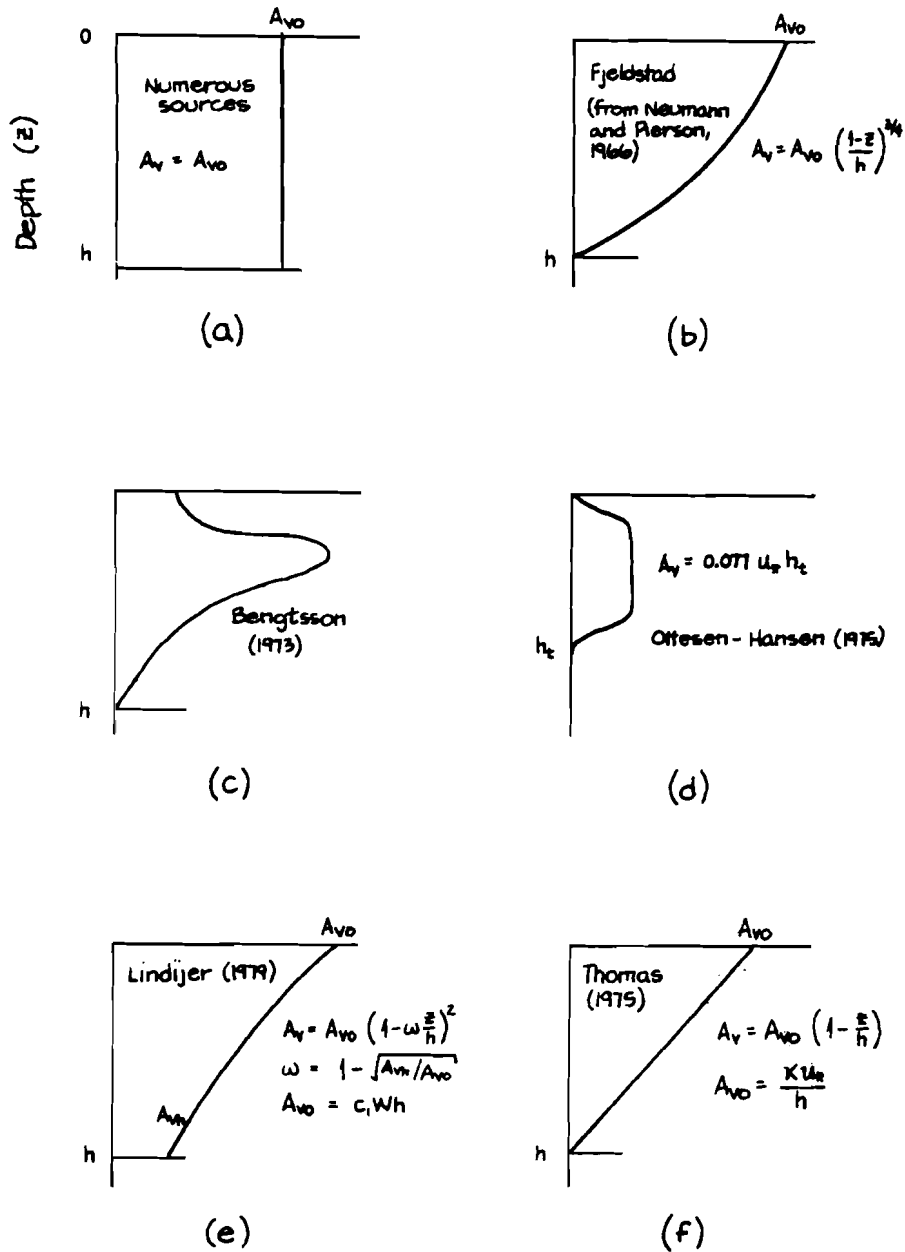 A_vo
0
Numerous
sources
A_v = A_vo
Depth (z)
h
(a)
A_vo
Fjeldstad
(from Neumann
and Pierson,
1966)
A_v = A_vo ((1-z)/h)^{3/4}
h
(b)
Bengtsson
(1973)
h
(c)
A_v = 0.077 u_* h_t
h_t
Ottesen-Hansen (1975)
(d)
A_vo
Lindijer (1979)
A_v = A_vo (1-ω z/h)^2
ω = 1-√(A_vh/A_vo)
A_vo = c_1Wh
A_vh
h
(e)
A_vo
Thomas
(1975)
A_v = A_vo (1-z/h)
A_vo = κu_*/h
h
(f)